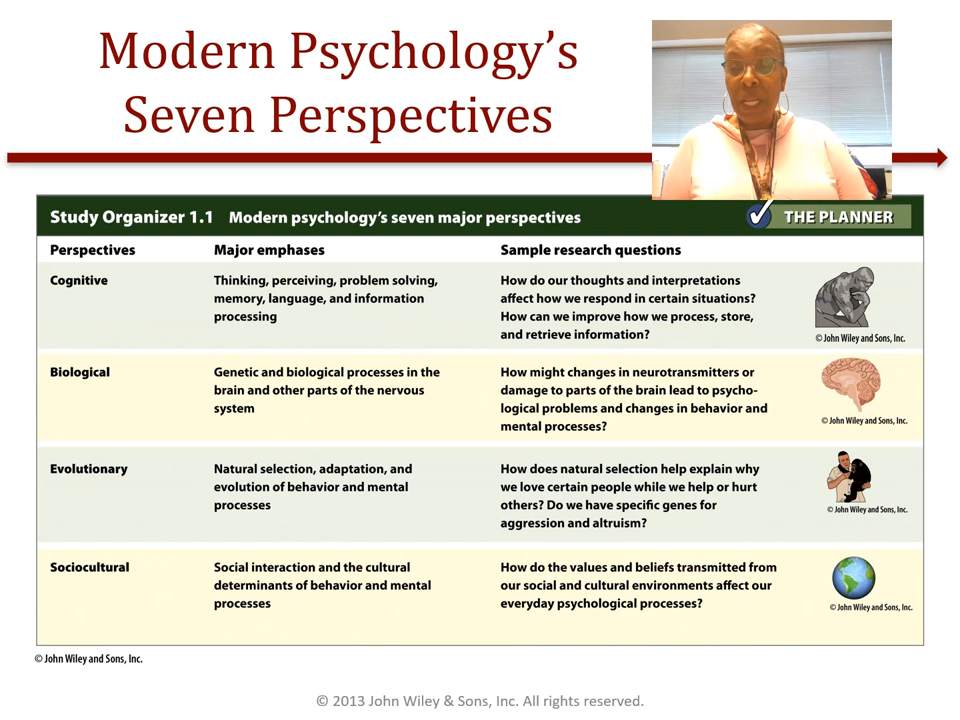 Modern Psychology's
Seven Perspectives
Study Organizer 1.1 Modern psychology's seven major perspectives
THE PLANNER
Perspectives Major emphases Sample research questions
Cognitive
Thinking, perceiving, problem solving,
memory, language, and information
processing
How do our thoughts and interpretations
affect how we respond in certain situations?
How can we improve how we process, store,
and retrieve information?
© John Wiley and Sons, Inc.
Biological
Genetic and biological processes in the
brain and other parts of the nervous
system
How might changes in neurotransmitters or
damage to parts of the brain lead to psycho-
logical problems and changes in behavior and
mental processes?
© John Wiley and Sons, Inc.
Evolutionary
Natural selection, adaptation, and
evolution of behavior and mental
processes
How does natural selection help explain why
we love certain people while we help or hurt
others? Do we have specific genes for
aggression and altruism?
© John Wiley and Sons, Inc.
Sociocultural
Social interaction and the cultural
determinants of behavior and mental
processes
How do the values and beliefs transmitted from
our social and cultural environments affect our
everyday psychological processes?
© John Wiley and Sons, Inc.
© John Wiley and Sons, Inc.
© 2013 John Wiley & Sons, Inc. All rights reserved.